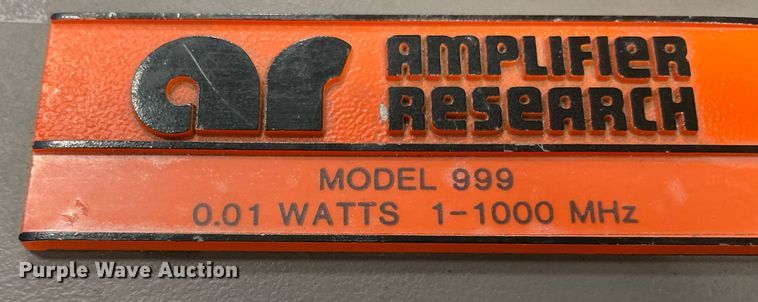 ar
AMPLIFIER
RESEARCH
MODEL 999
0.01 WATTS 1-1000 MHz
Purple Wave Auction